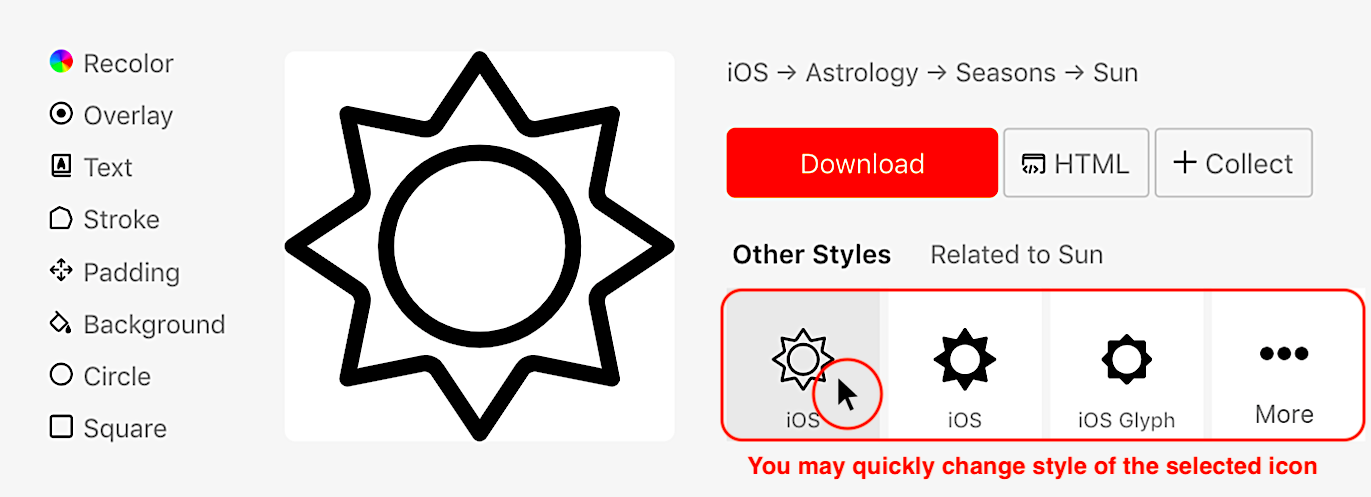 Recolor
Overlay
Text
Stroke
Padding
Background
Circle
Square
iOS → Astrology → Seasons → Sun
Download
HTML
+ Collect
Other Styles Related to Sun
iOS
iOS
iOS Glyph
More
You may quickly change style of the selected icon